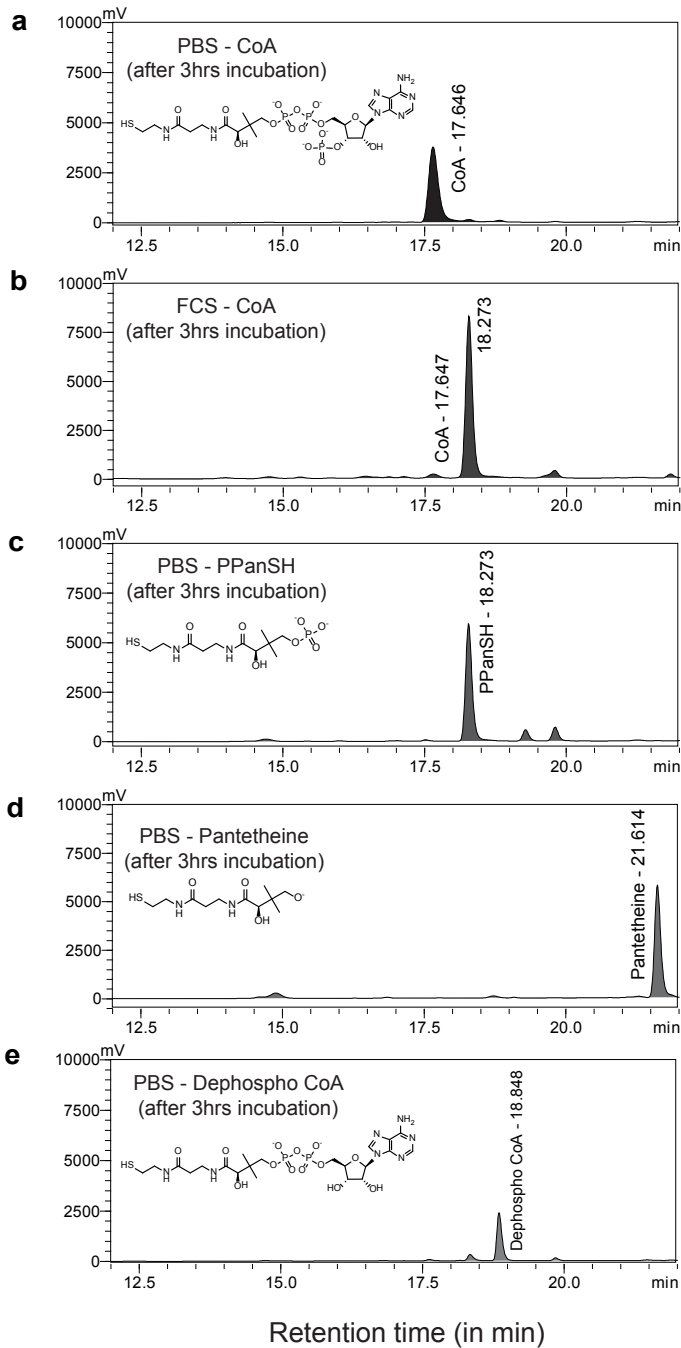 a
mV
10000
7500
5000
2500
0
PBS - CoA
(after 3hrs incubation)
CoA - 17.646
12.5 15.0 17.5 20.0 min
b
mV
10000
7500
5000
2500
0
FCS - CoA
(after 3hrs incubation)
CoA - 17.647
18.273
12.5 15.0 17.5 20.0 min
c
mV
10000
7500
5000
2500
0
PBS - PPanSH
(after 3hrs incubation)
PPanSH - 18.273
12.5 15.0 17.5 20.0 min
d
mV
10000
7500
5000
2500
0
PBS - Pantetheine
(after 3hrs incubation)
Pantetheine - 21.614
12.5 15.0 17.5 20.0 min
e
mV
10000
7500
5000
2500
0
PBS - Dephospho CoA
(after 3hrs incubation)
Dephospho CoA - 18.848
12.5 15.0 17.5 20.0 min
Retention time (in min)